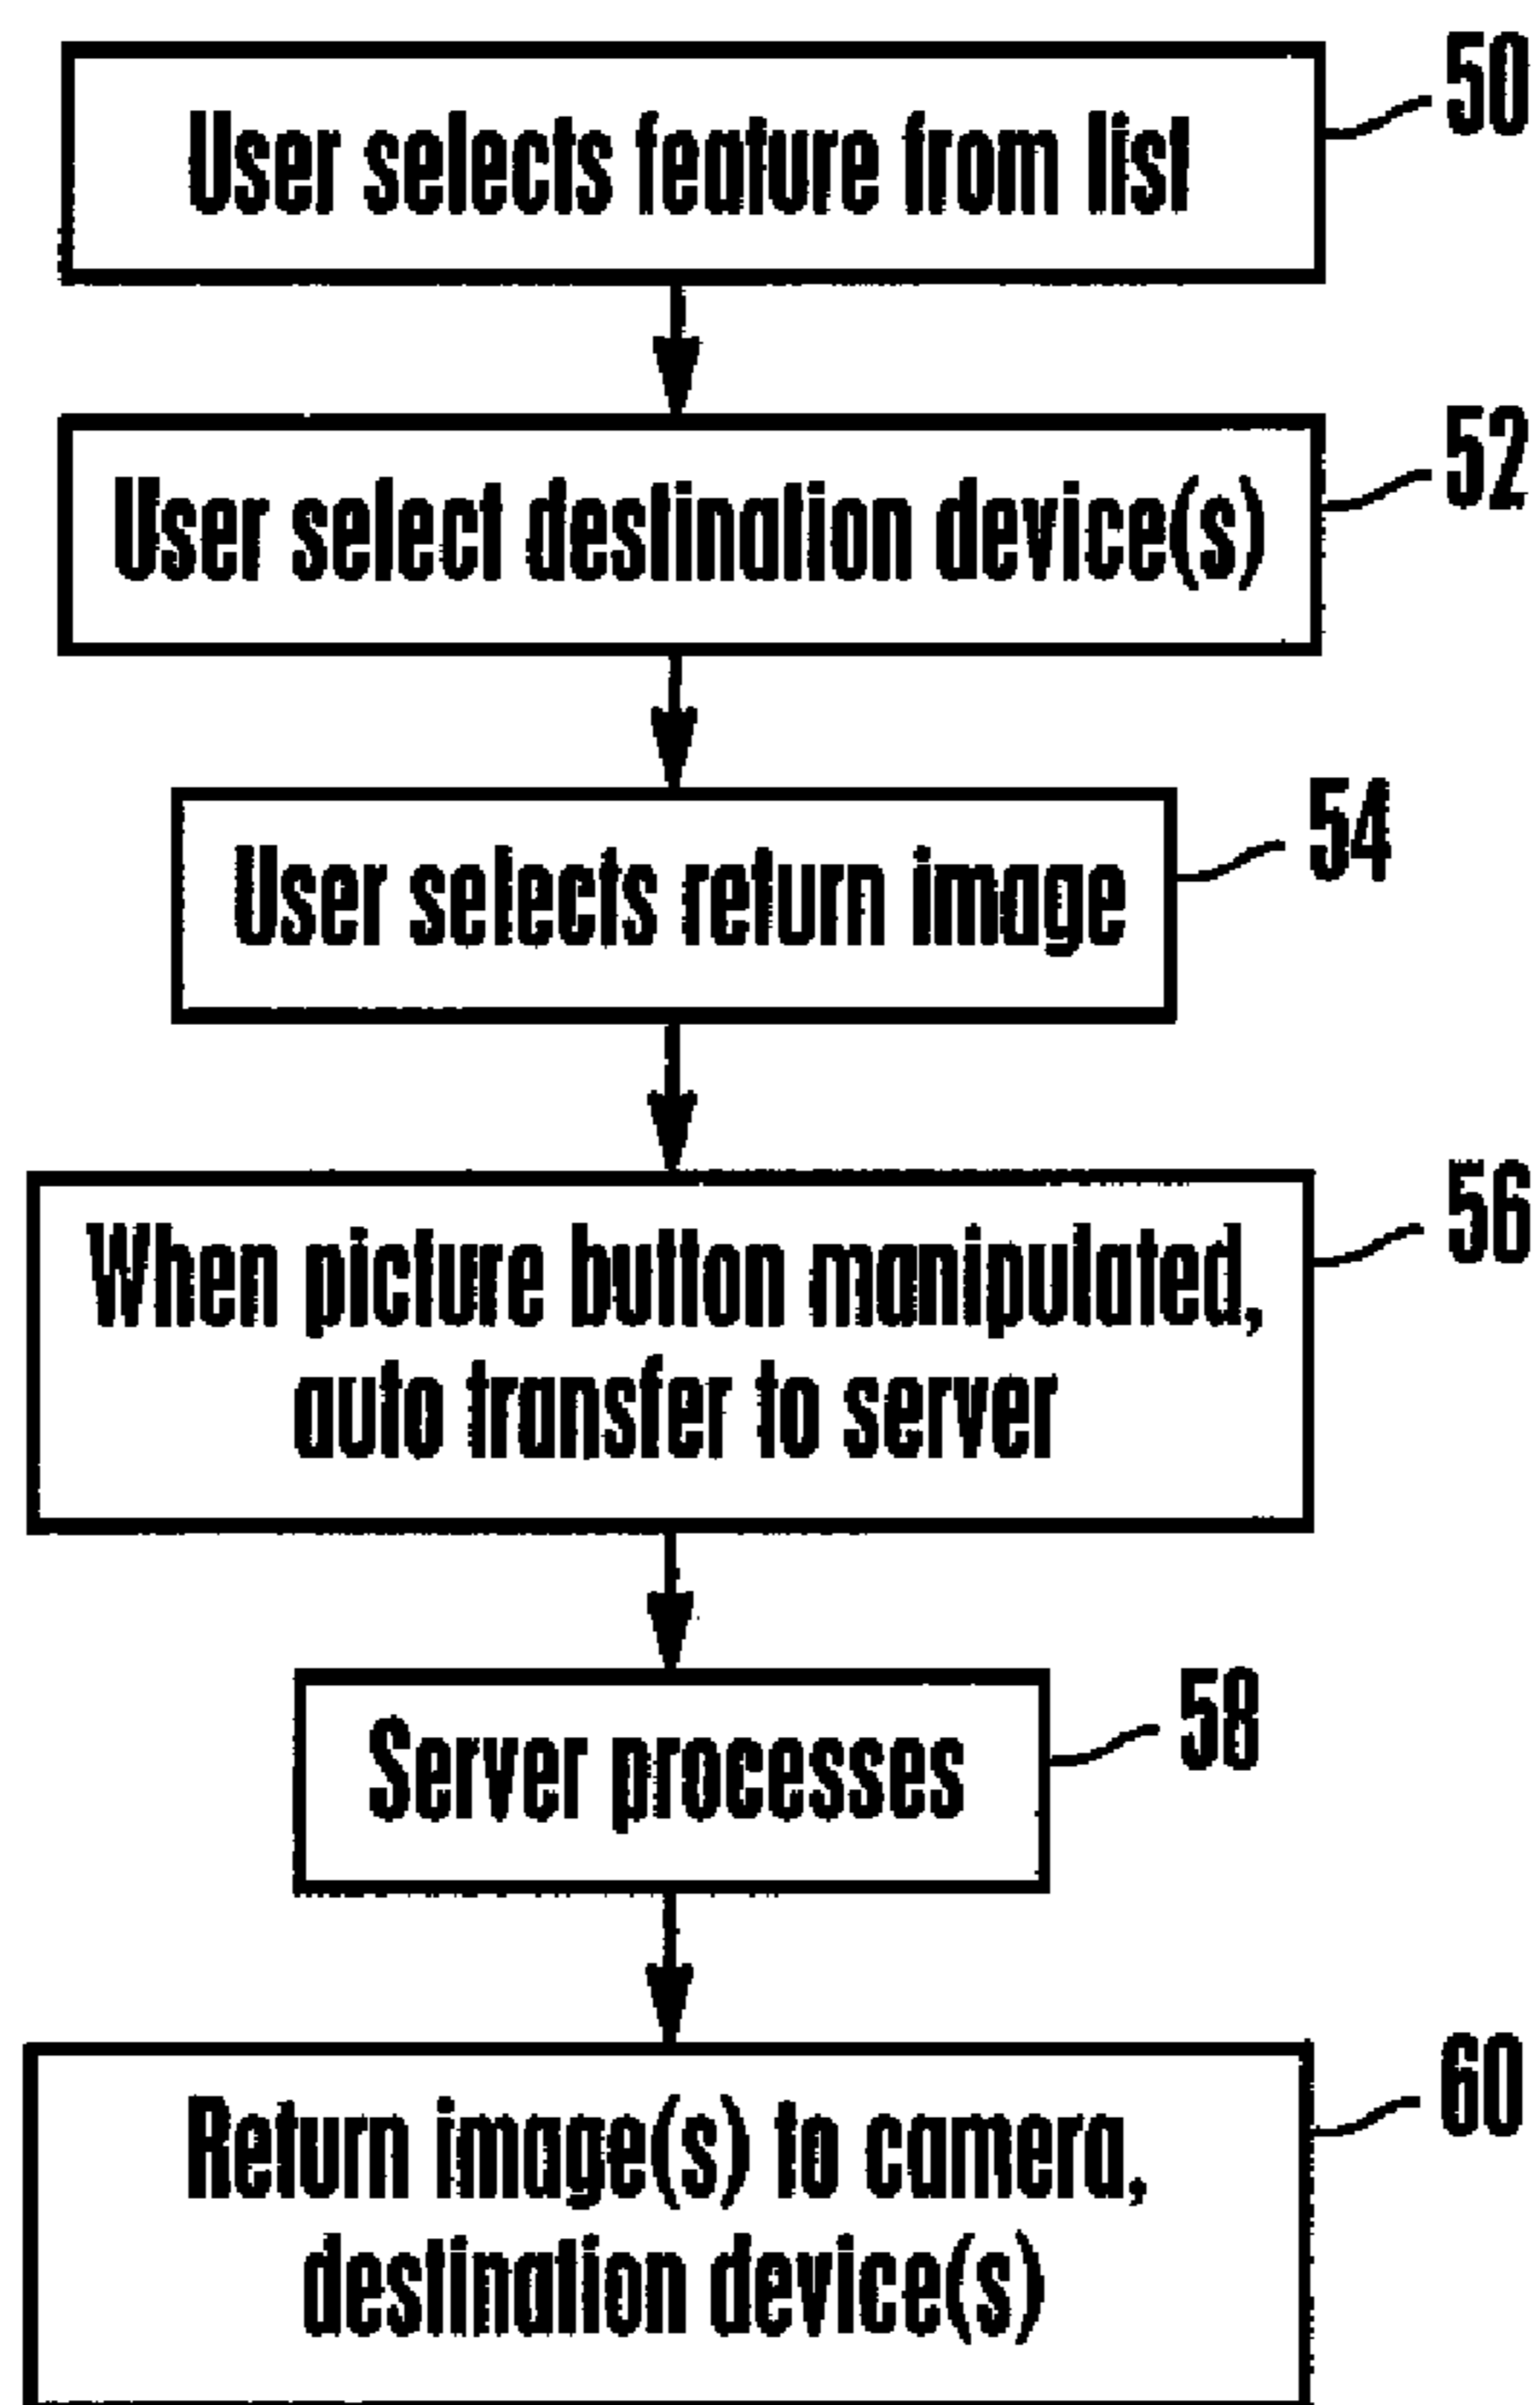 User selects feature from list
50
User select destination device(s)
52
User selects return image
54
When picture button manipulated,
auto transfer to server
56
Server processes
58
Return image(s) to camera,
destination device(s)
60